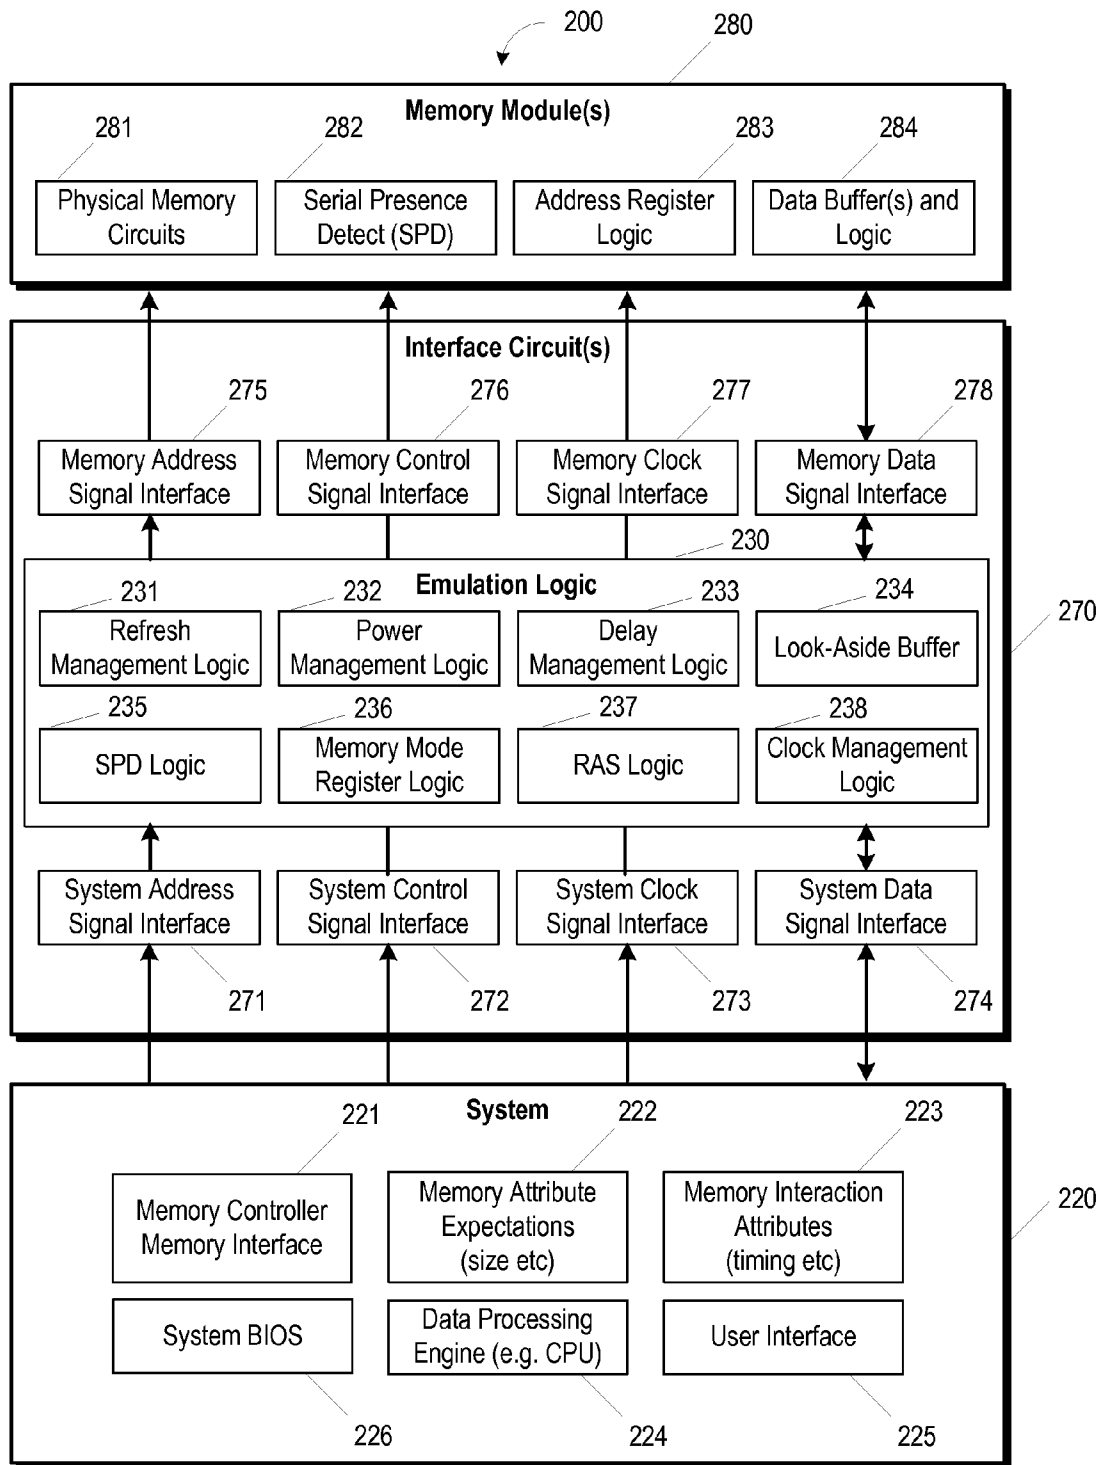 200
280
Memory Module(s)
281
282
283
284
Physical Memory
Circuits
Serial Presence
Detect (SPD)
Address Register
Logic
Data Buffer(s) and
Logic
Interface Circuit(s)
275
276
277
278
Memory Address
Signal Interface
Memory Control
Signal Interface
Memory Clock
Signal Interface
Memory Data
Signal Interface
230
Emulation Logic
231
232
233
234
Refresh
Management Logic
Power
Management Logic
Delay
Management Logic
Look-Aside Buffer
270
235
236
237
238
SPD Logic
Memory Mode
Register Logic
RAS Logic
Clock Management
Logic
System Address
Signal Interface
System Control
Signal Interface
System Clock
Signal Interface
System Data
Signal Interface
271
272
273
274
System
221
222
223
Memory Controller
Memory Interface
Memory Attribute
Expectations
(size etc)
Memory Interaction
Attributes
(timing etc)
220
System BIOS
Data Processing
Engine (e.g. CPU)
User Interface
226
224
225